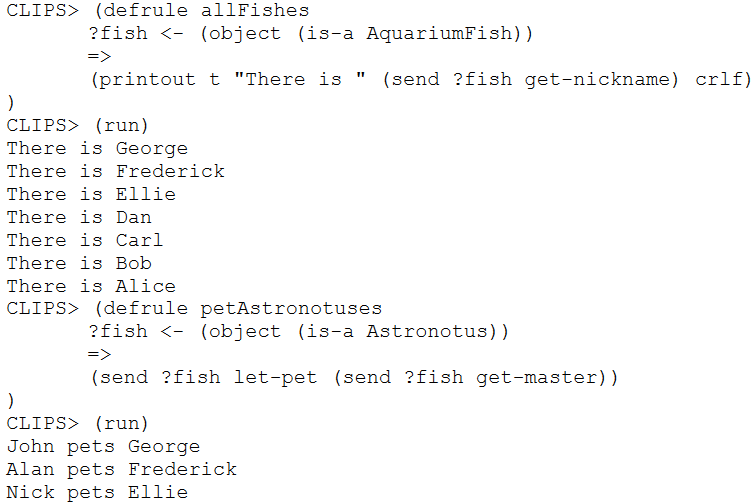 CLIPS> (defrule allFishes
       ?fish <- (object (is-a AquariumFish))
       =>
       (printout t "There is " (send ?fish get-nickname) crlf)
)
CLIPS> (run)
There is George
There is Frederick
There is Ellie
There is Dan
There is Carl
There is Bob
There is Alice
CLIPS> (defrule petAstronotuses
       ?fish <- (object (is-a Astronotus))
       =>
       (send ?fish let-pet (send ?fish get-master))
)
CLIPS> (run)
John pets George
Alan pets Frederick
Nick pets Ellie